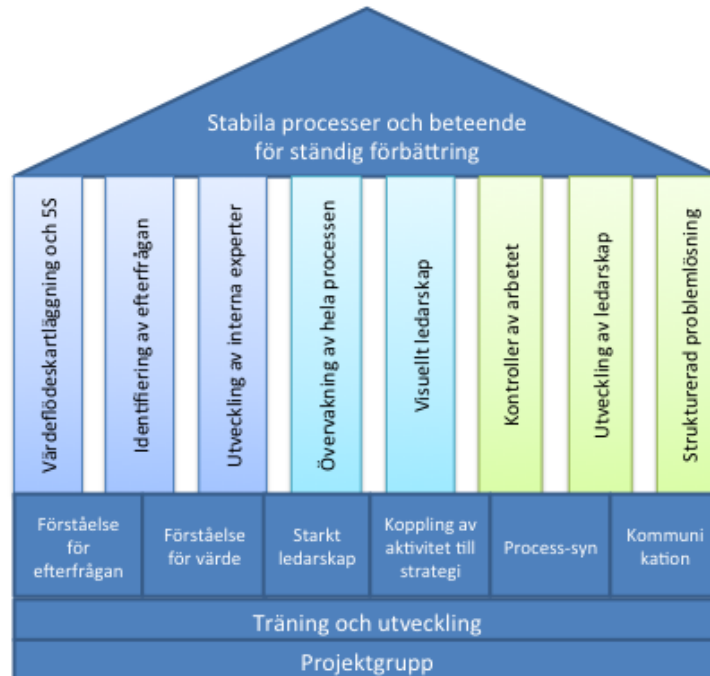 Stabila processer och beteende
för ständig förbättring
Värdeflödeskartläggning och 5S
Identifiering av efterfrågan
Utveckling av interna experter
Övervakning av hela processen
Visuellt ledarskap
Kontroller av arbetet
Utveckling av ledarskap
Strukturerad problemlösning
Förståelse
för
efterfrågan
Förståelse
för värde
Starkt
ledarskap
Koppling av
aktivitet till
strategi
Process-syn
Kommuni
kation
Träning och utveckling
Projektgrupp